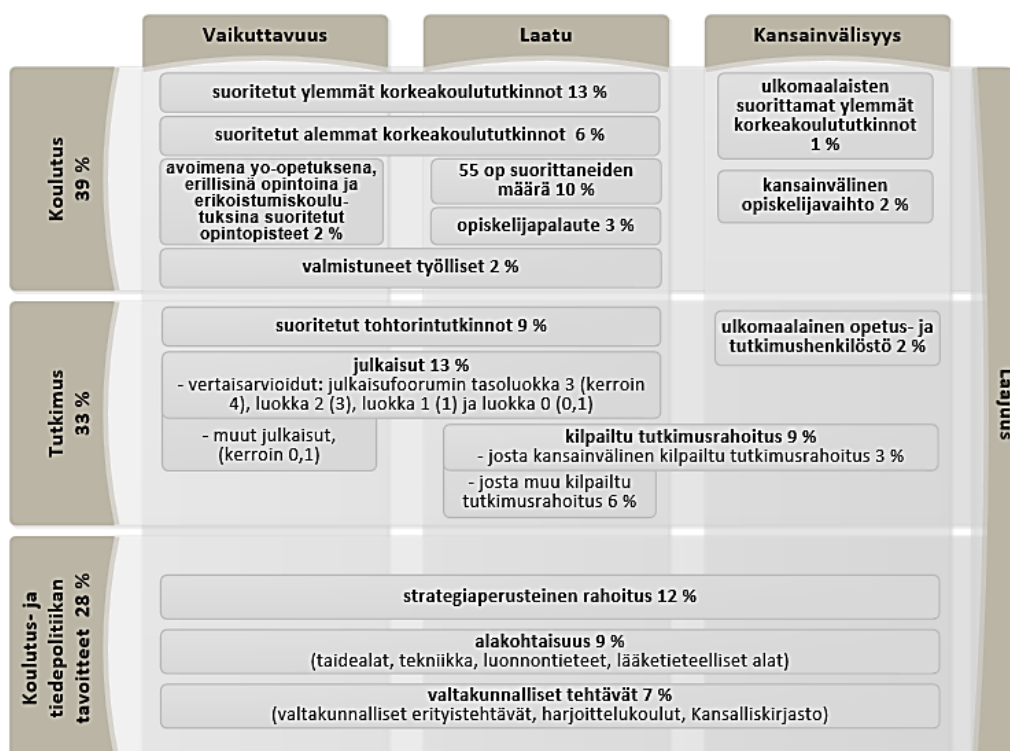 Vaikuttavuus
Laatu
Kansainvälisyys
Koulutus
39 %
suoritetut ylemmät korkeakoulututkinnot 13 %
suoritetut alemmat korkeakoulututkinnot 6 %
avoimena yo-opetuksena,
erillisinä opintoina ja
erikoistumiskoulu-
tuksina suoritetut
opintopisteet 2 %
55 op suorittaneiden
määrä 10 %
opiskelijapalaute 3 %
valmistuneet työlliset 2 %
ulkomaalaisten
suorittamat ylemmät
korkeakoulututkinnot
1 %
kansainvälinen
opiskelijavaihto 2 %
Tutkimus
33 %
suoritetut tohtorintutkinnot 9 %
julkaisut 13 %
- vertaisarvioidut: julkaisufoorumin tasoluokka 3 (kerroin
4), luokka 2 (3), luokka 1 (1) ja luokka 0 (0,1)
- muut julkaisut,
(kerroin 0,1)
ulkomaalainen opetus- ja
tutkimushenkilöstö 2 %
kilpailtu tutkimusrahoitus 9 %
- josta kansainvälinen kilpailtu tutkimusrahoitus 3 %
- josta muu kilpailtu
tutkimusrahoitus 6 %
Koulutus- ja
tiedepolitiikan
tavoitteet 28 %
strategiaperusteinen rahoitus 12 %
alakohtaisuus 9 %
(taidealat, tekniikka, luonnontieteet, lääketieteelliset alat)
valtakunnalliset tehtävät 7 %
(valtakunnalliset erityistehtävät, harjoittelukoulut, Kansalliskirjasto)
Laajuus